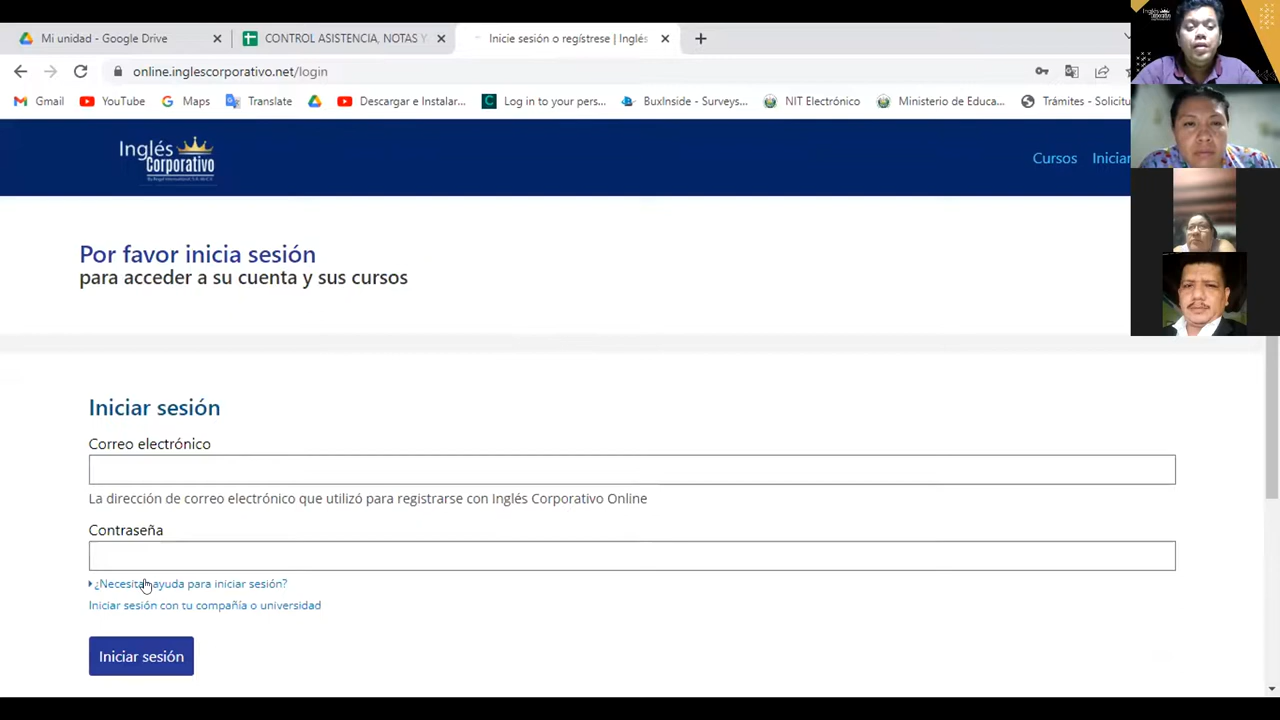 Mi unidad - Google Drive
CONTROL ASISTENCIA, NOTAS Y
Inicie sesión o regístrese | Inglés
online.inglescorporativo.net/login
Gmail
YouTube
Maps
Translate
Descargar e Instalar...
Log in to your pers...
BuxInside - Surveys...
NIT Electrónico
Ministerio de Educa...
Trámites - Solicitu
Inglés
Corporativo
Cursos
Iniciar
Por favor inicia sesión
para acceder a su cuenta y sus cursos
Iniciar sesión
Correo electrónico
La dirección de correo electrónico que utilizó para registrarse con Inglés Corporativo Online
Contraseña
¿Necesita ayuda para iniciar sesión?
Iniciar sesión con tu compañía o universidad
Iniciar sesión